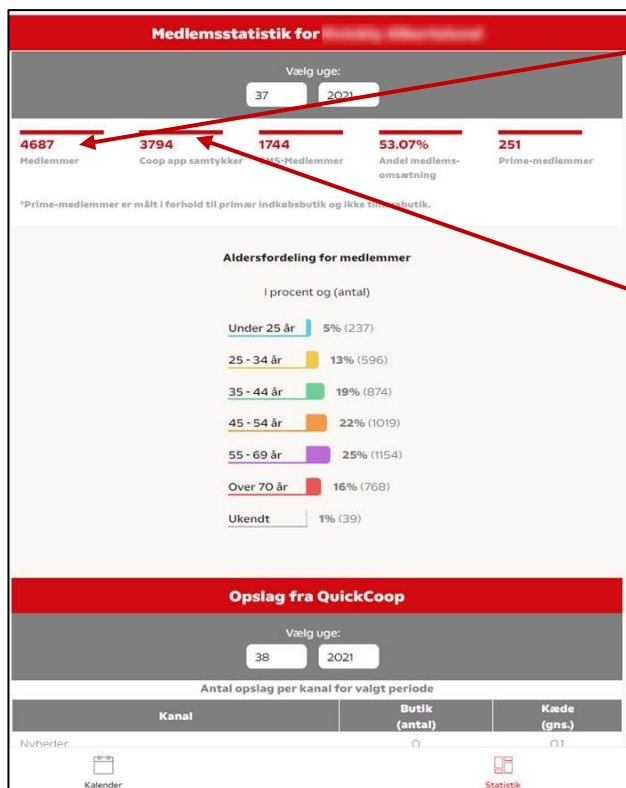 Medlemsstatistik for
Vælg uge:
37 2021
4687 3794 1744 53.07% 251
Medlemmer Coop app samtykker SMS-Medlemmer Andel medlems- Prime-medlemmer
omsætning
*Prime-medlemmer er målt i forhold til primær indkøbsbutik og ikke tilmeldsbutik.
Aldersfordeling for medlemmer
I procent og (antal)
Under 25 år 5% (237)
25 - 34 år 13% (596)
35 - 44 år 19% (874)
45 - 54 år 22% (1019)
55 - 69 år 25% (1154)
Over 70 år 16% (768)
Ukendt 1% (39)
Opslag fra QuickCoop
Vælg uge:
38 2021
Antal opslag per kanal for valgt periode
Kanal Butik Kæde
(antal) (gns.)
Nyheder 0 0.1
Kalender Statistik